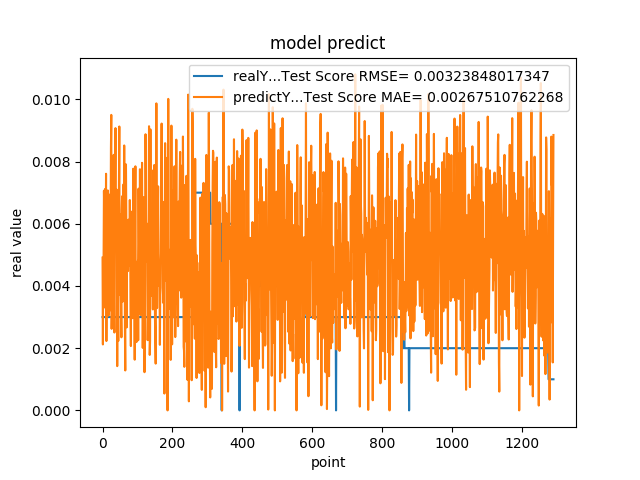 model predict
realY...Test Score RMSE= 0.00323848017347
predictY...Test Score MAE= 0.00267510762268
0.010
0.008
0.006
0.004
0.002
0.000
real value
0 200 400 600 800 1000 1200
point